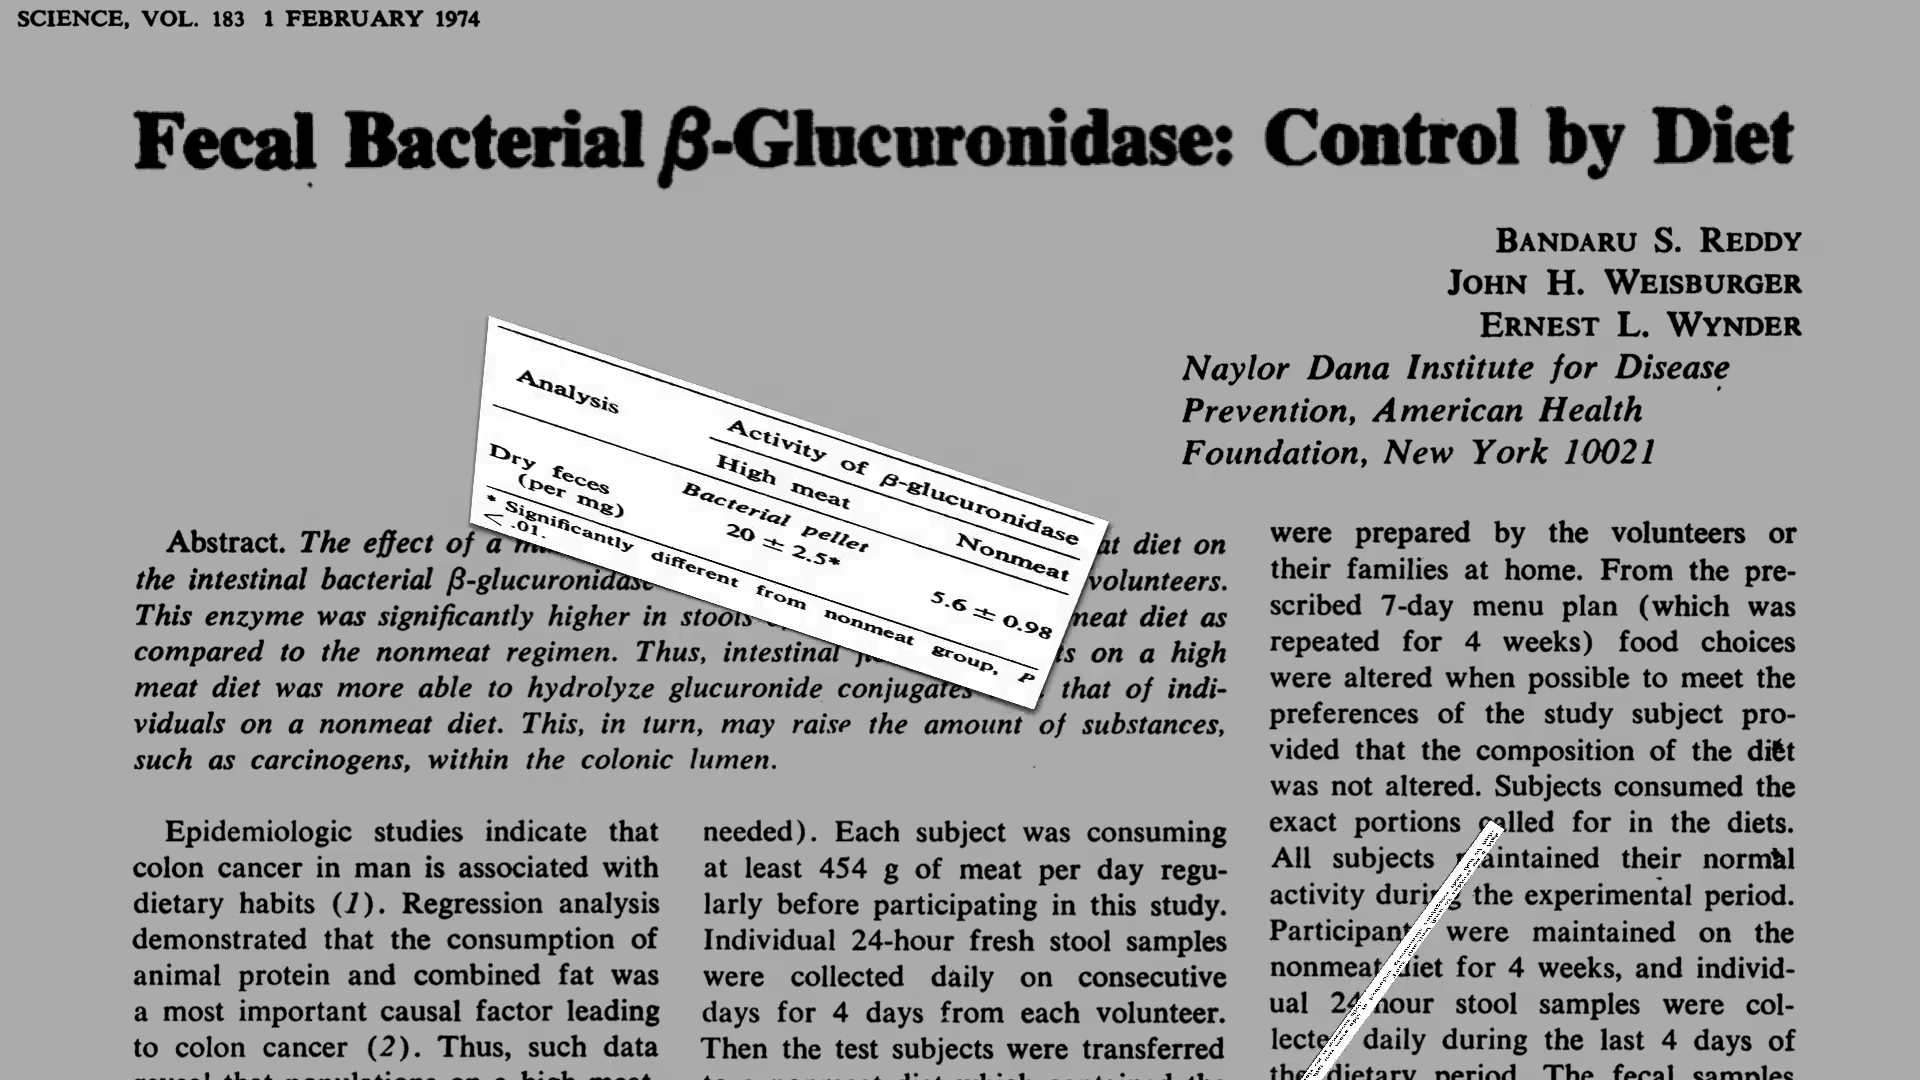 SCIENCE, VOL. 183 1 FEBRUARY 1974
Fecal Bacterial β-Glucuronidase: Control by Diet
BANDARU S. REDDY
JOHN H. WEISBURGER
ERNEST L. WYNDER
Naylor Dana Institute for Disease
Prevention, American Health
Foundation, New York 10021
Analysis
Activity of β-glucuronidase
High meat
Nonmeat
Bacterial pellet
Dry feces
(per mg)
20 ± 2.5*
5.6 ± 0.98
* Significantly different from nonmeat group, P
< .01.
Abstract. The effect of a at diet on
the intestinal bacterial β-glucuronidase volunteers.
This enzyme was significantly higher in stools meat diet as
compared to the nonmeat regimen. Thus, intestinal on a high
meat diet was more able to hydrolyze glucuronide conjugates that of indi-
viduals on a nonmeat diet. This, in turn, may raise the amount of substances,
such as carcinogens, within the colonic lumen.
Epidemiologic studies indicate that
colon cancer in man is associated with
dietary habits (1). Regression analysis
demonstrated that the consumption of
animal protein and combined fat was
a most important causal factor leading
to colon cancer (2). Thus, such data
needed). Each subject was consuming
at least 454 g of meat per day regu-
larly before participating in this study.
Individual 24-hour fresh stool samples
were collected daily on consecutive
days for 4 days from each volunteer.
Then the test subjects were transferred
were prepared by the volunteers or
their families at home. From the pre-
scribed 7-day menu plan (which was
repeated for 4 weeks) food choices
were altered when possible to meet the
preferences of the study subject pro-
vided that the composition of the diet
was not altered. Subjects consumed the
exact portions called for in the diets.
All subjects maintained their normal
activity during the experimental period.
Participants were maintained on the
nonmeat diet for 4 weeks, and individ-
ual 24-hour stool samples were col-
lected daily during the last 4 days of
the dietary period. The fecal samples